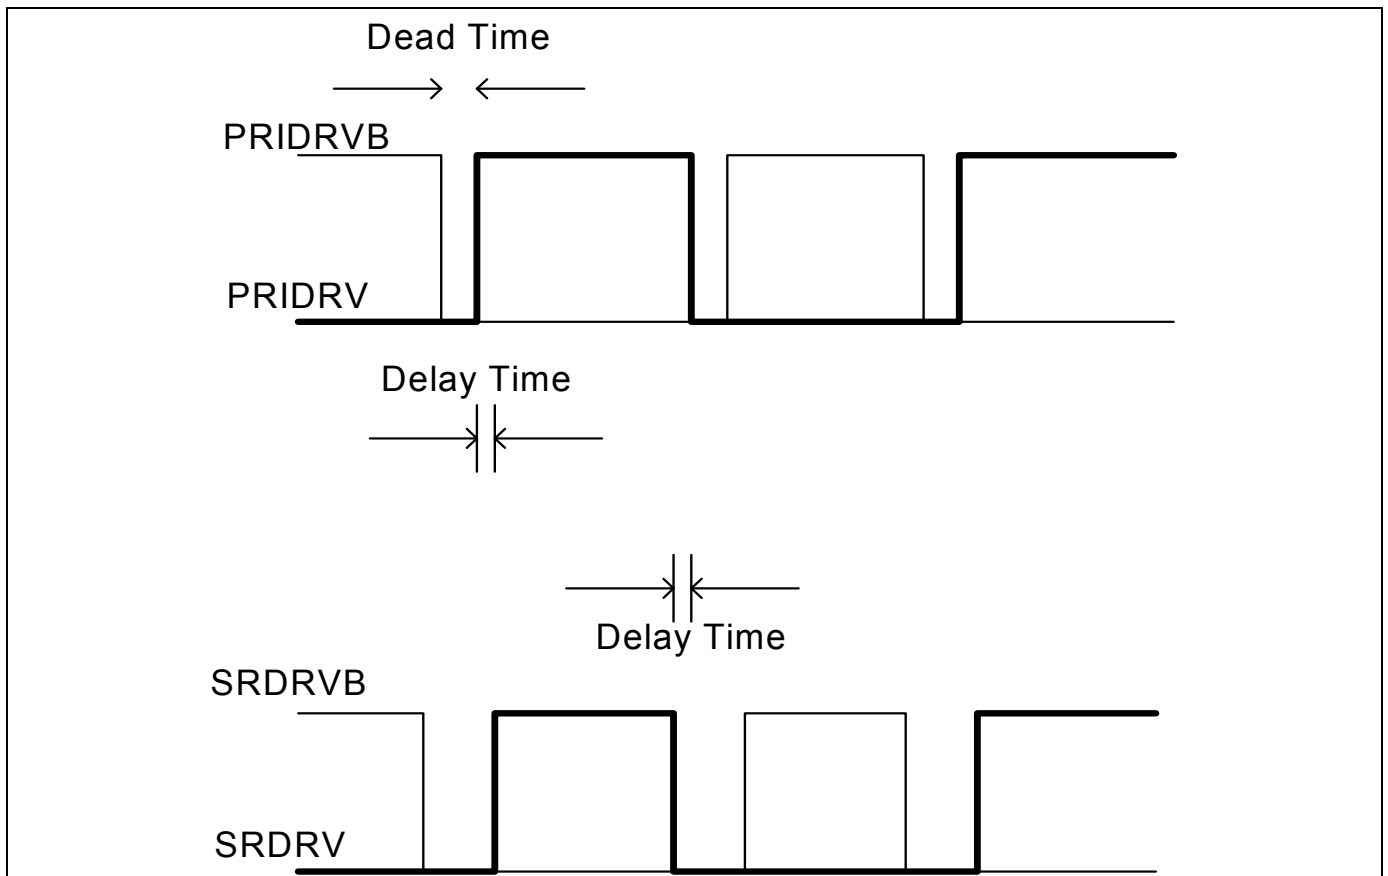 Dead Time
PRIDRVB
PRIDRV
Delay Time
Delay Time
SRDRVB
SRDRV